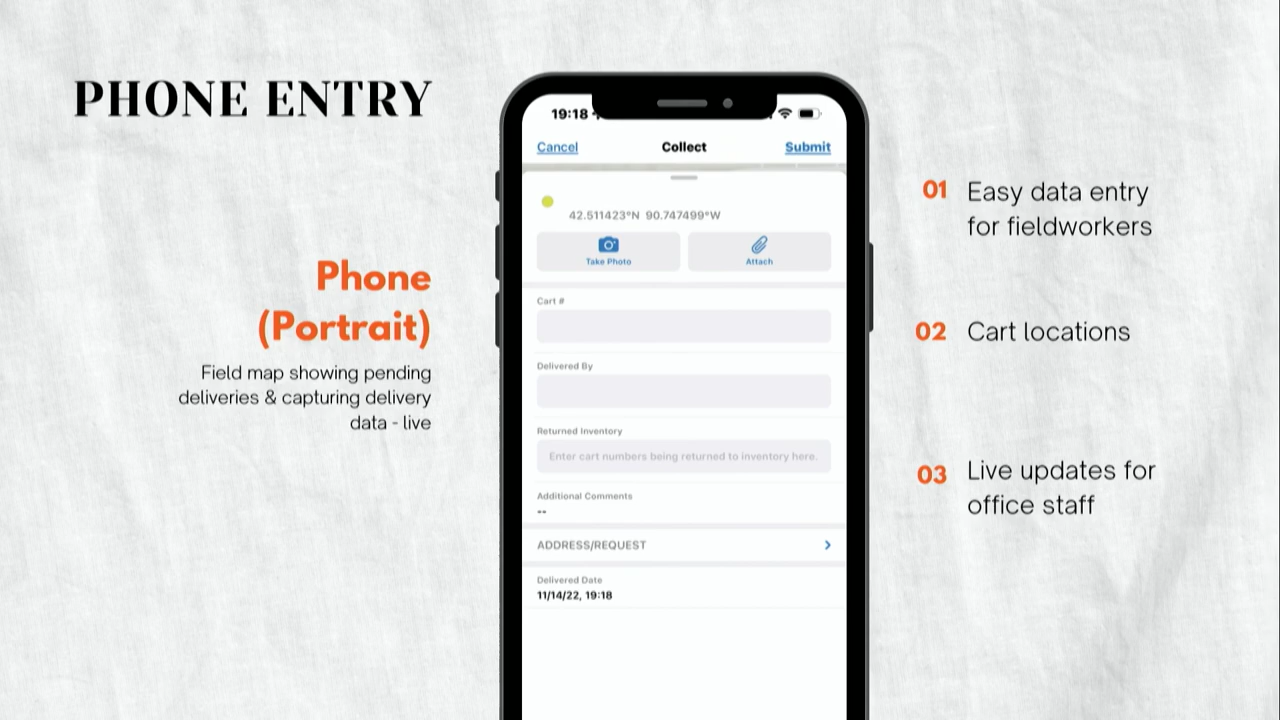 PHONE ENTRY
Phone
(Portrait)
Field map showing pending
deliveries & capturing delivery
data - live
19:18
Cancel
Collect
Submit
42.511423°N 90.747499°W
Take Photo
Attach
Cart #
Delivered By
Returned Inventory
Enter cart numbers being returned to inventory here.
Additional Comments
--
ADDRESS/REQUEST
Delivered Date
11/14/22, 19:18
01 Easy data entry
for fieldworkers
02 Cart locations
03 Live updates for
office staff